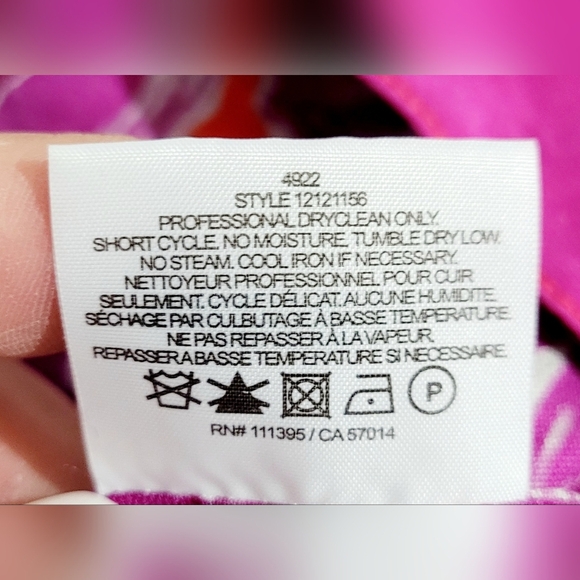 4922
STYLE 12121156
PROFESSIONAL DRYCLEAN ONLY.
SHORT CYCLE. NO MOISTURE, TUMBLE DRY LOW.
NO STEAM. COOL IRON IF NECESSARY.
NETTOYEUR PROFESSIONNEL POUR CUIR
SEULEMENT. CYCLE DÉLICAT. AUCUNE HUMIDITE.
SÉCHAGE PAR CULBUTAGE À BASSE TEMPERATURE.
NE PAS REPASSER À LA VAPEUR.
REPASSER A BASSE TEMPERATURE SI NECESSAIRE.
P
RN# 111395 / CA 57014